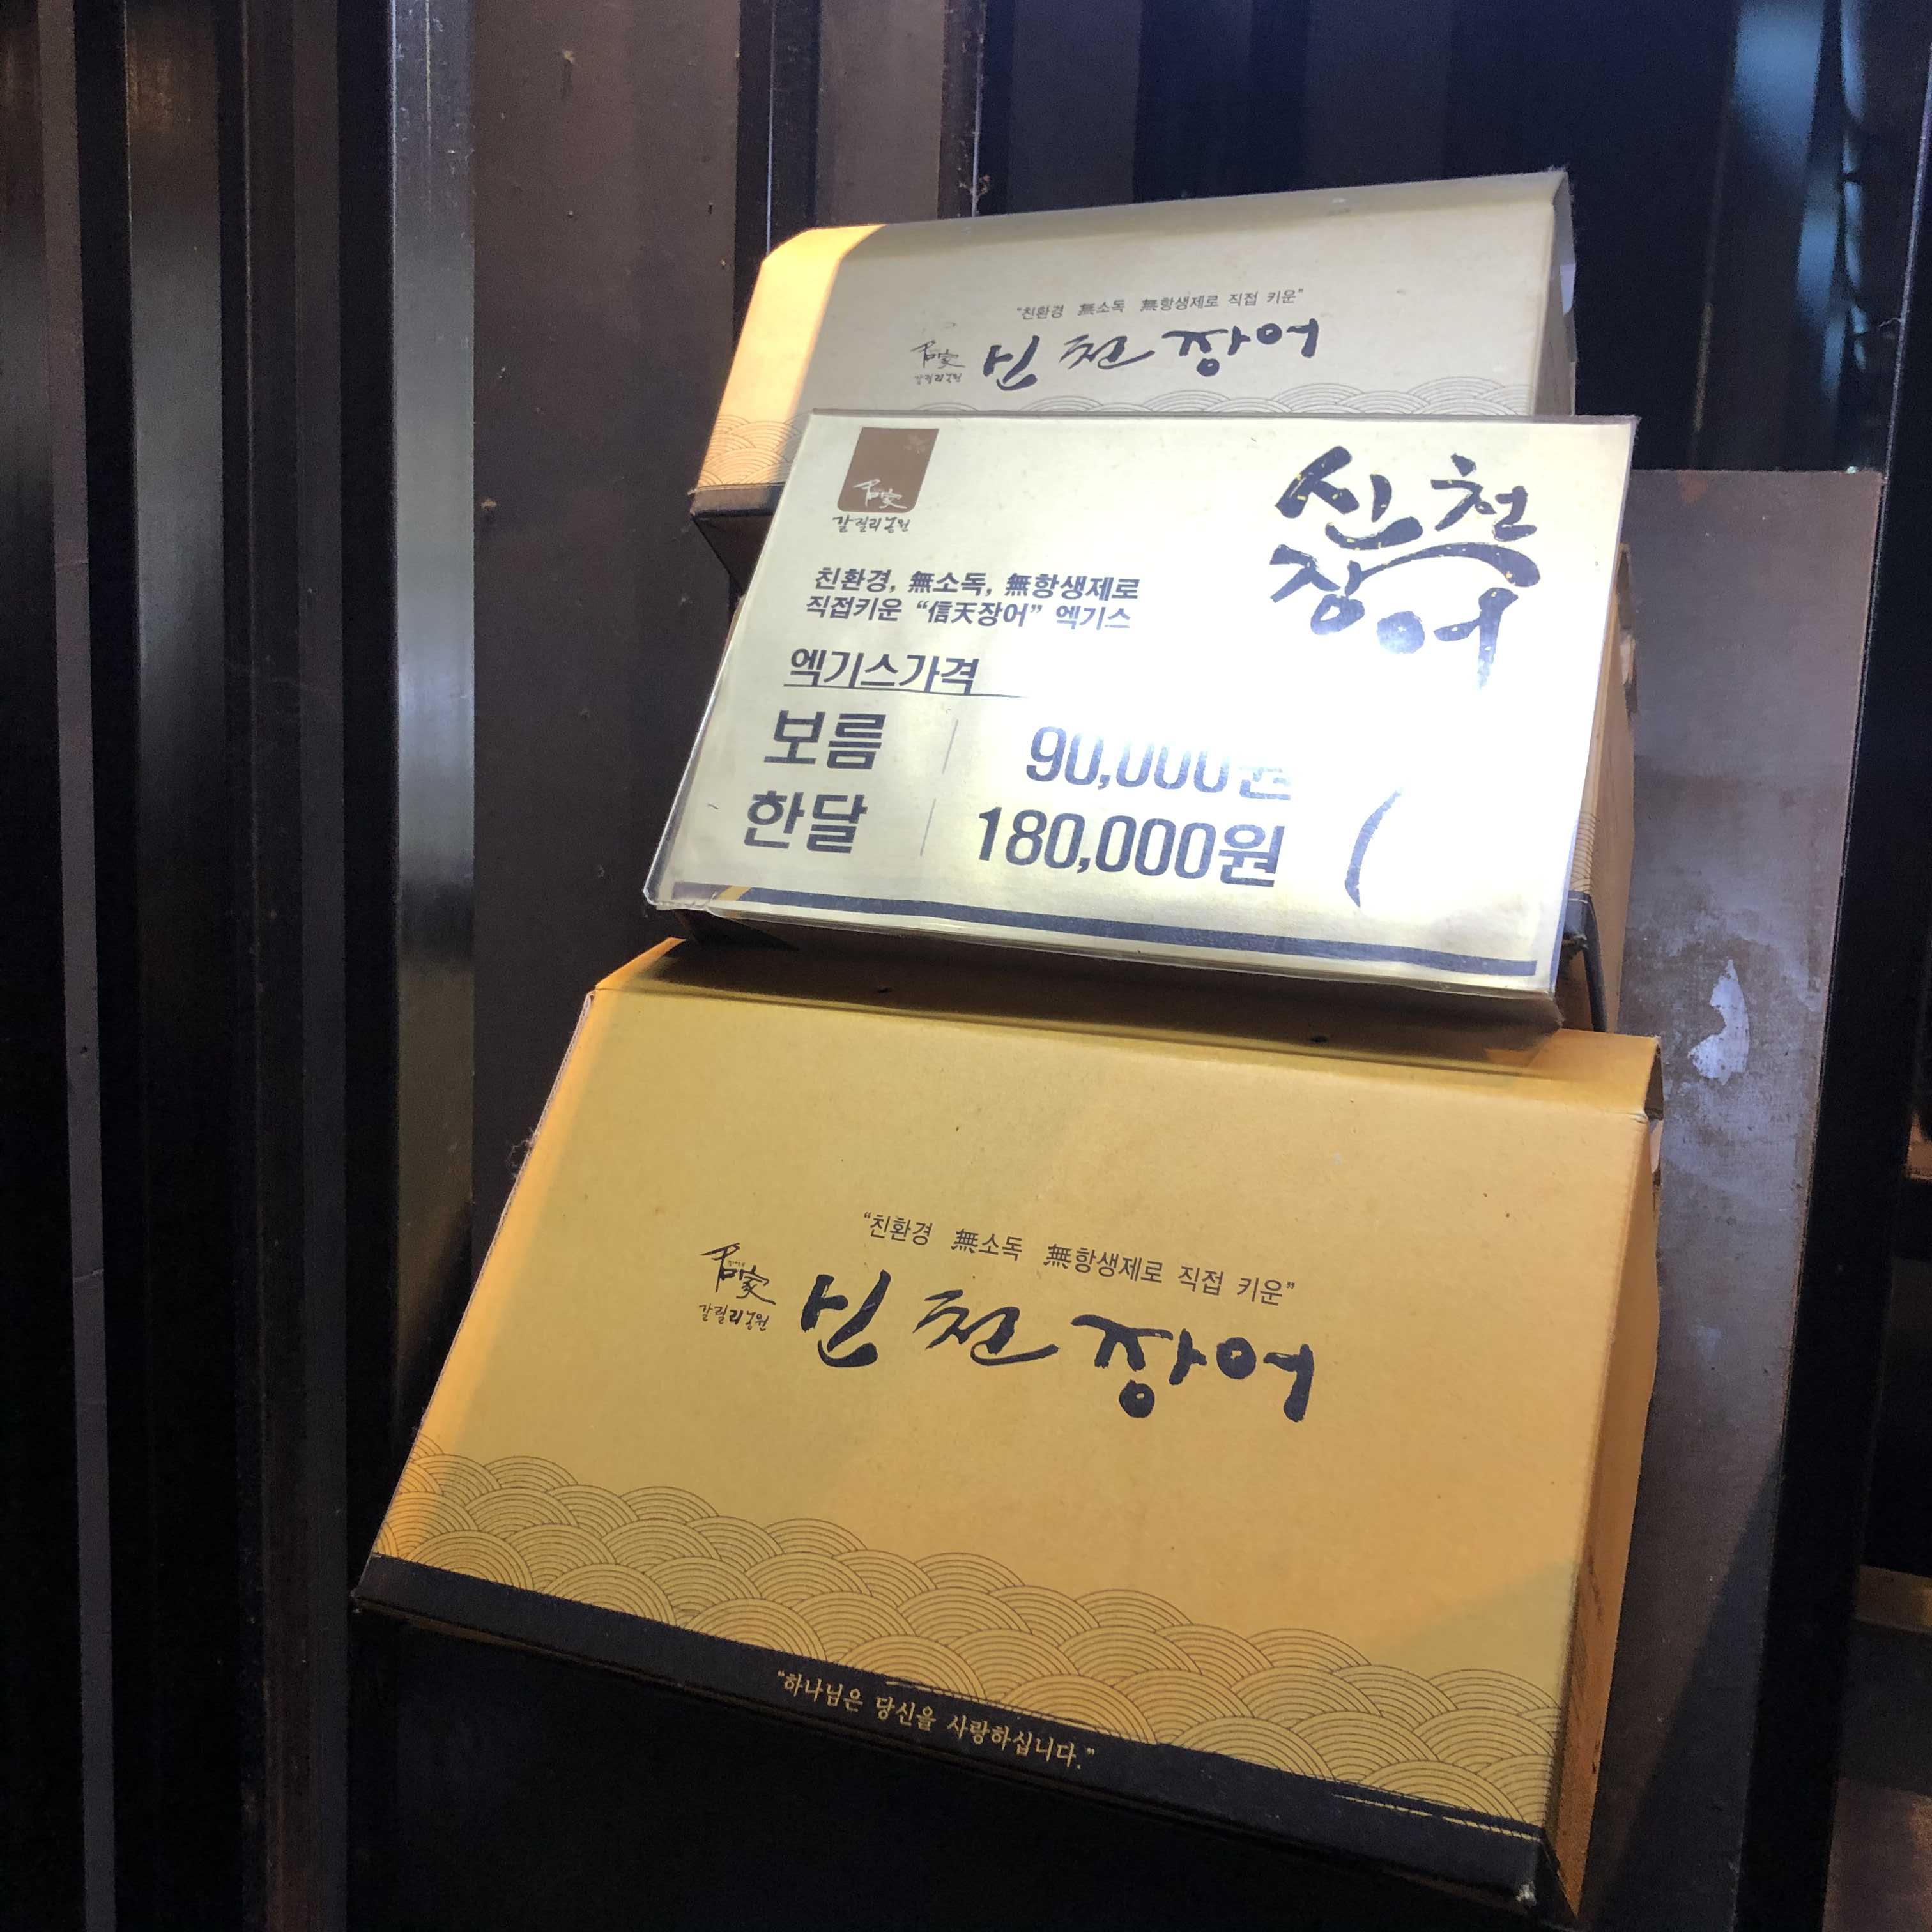 "친환경 無소독 無항생제로 직접 키운"
名家 신천장어
갈릴리농원
名家
갈릴리농원
신천
장어
친환경, 無소독, 無항생제로
직접키운 "信天장어" 엑기스
엑기스가격
보름 90,000원
한달 180,000원 (
"친환경 無소독 無항생제로 직접 키운"
名家 신천장어
갈릴리농원
"하나님은 당신을 사랑하십니다."